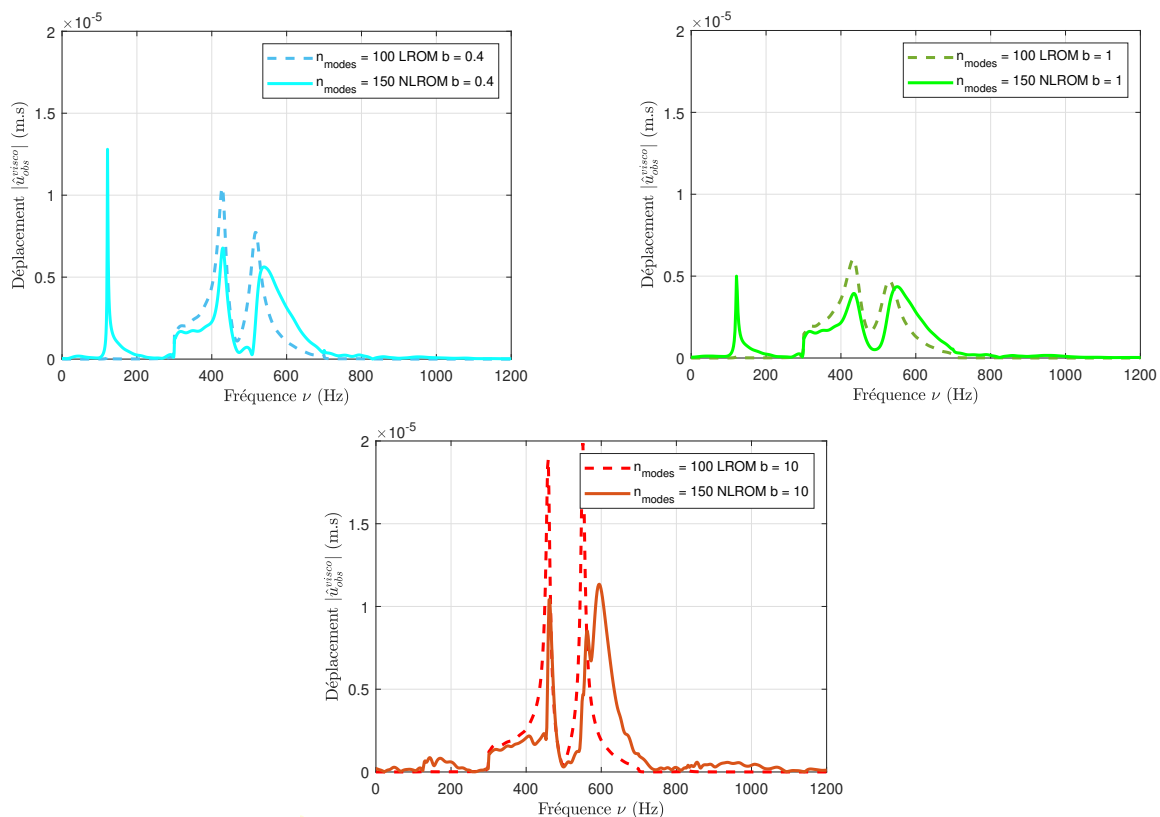 ×10⁻⁵
2
1.5
1
0.5
0
Déplacement |û_obs^visco| (m.s)
n_modes = 100 LROM b = 0.4
n_modes = 150 NLROM b = 0.4
0 200 400 600 800 1000 1200
Fréquence ν (Hz)
×10⁻⁵
2
1.5
1
0.5
0
Déplacement |û_obs^visco| (m.s)
n_modes = 100 LROM b = 1
n_modes = 150 NLROM b = 1
0 200 400 600 800 1000 1200
Fréquence ν (Hz)
×10⁻⁵
2
1.5
1
0.5
0
Déplacement |û_obs^visco| (m.s)
n_modes = 100 LROM b = 10
n_modes = 150 NLROM b = 10
0 200 400 600 800 1000 1200
Fréquence ν (Hz)